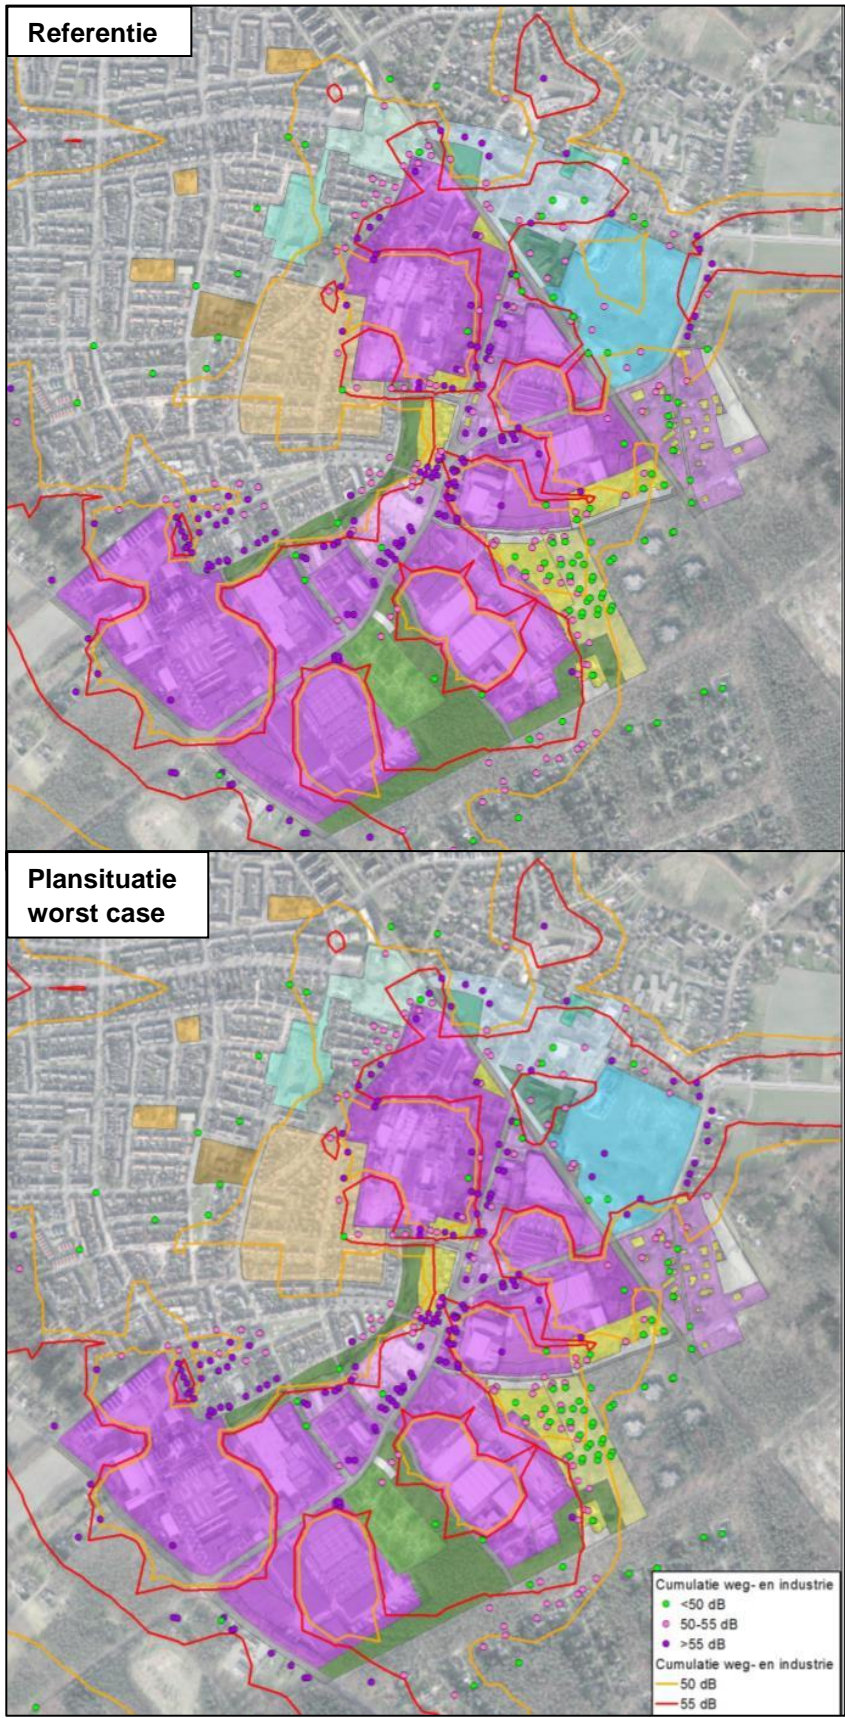 Referentie
Plansituatie
worst case
Cumulatie weg- en industrie
<50 dB
50-55 dB
>55 dB
Cumulatie weg- en industrie
50 dB
55 dB